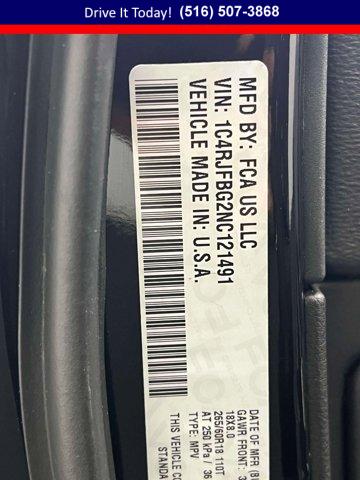 Drive It Today! (516) 507-3868
MFD BY: FCA US LLC
VIN: 1C4RJFBG2NC121491
VEHICLE MADE IN: U.S.A.
DATE OF MFR
GAWR FRONT:
18X8.0
265/60R18 110T
AT 250 kPa / 36
TYPE: MPV
THIS VEHICLE
STANDA